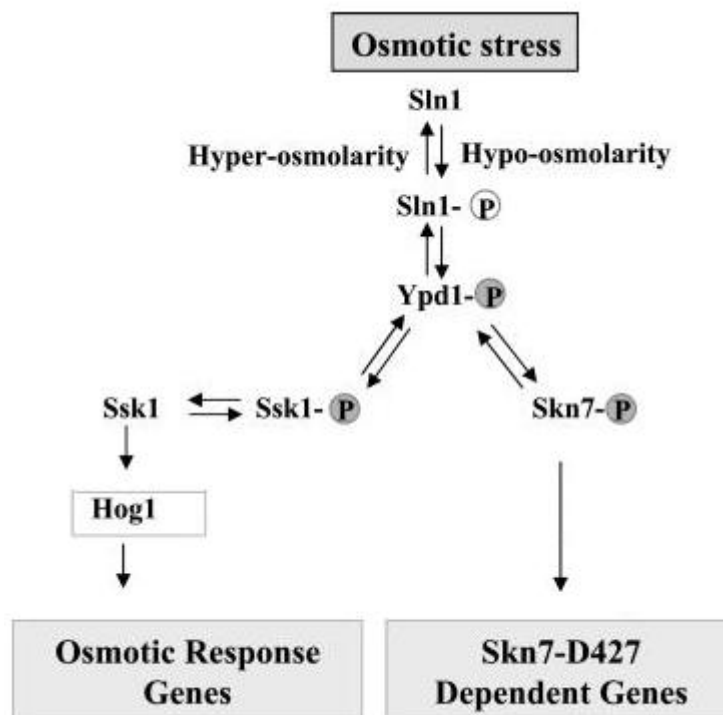 Osmotic stress
Sln1
Hyper-osmolarity Hypo-osmolarity
Sln1- P
Ypd1- P
Ssk1 Ssk1- P Skn7- P
Hog1
Osmotic Response
Genes
Skn7-D427
Dependent Genes